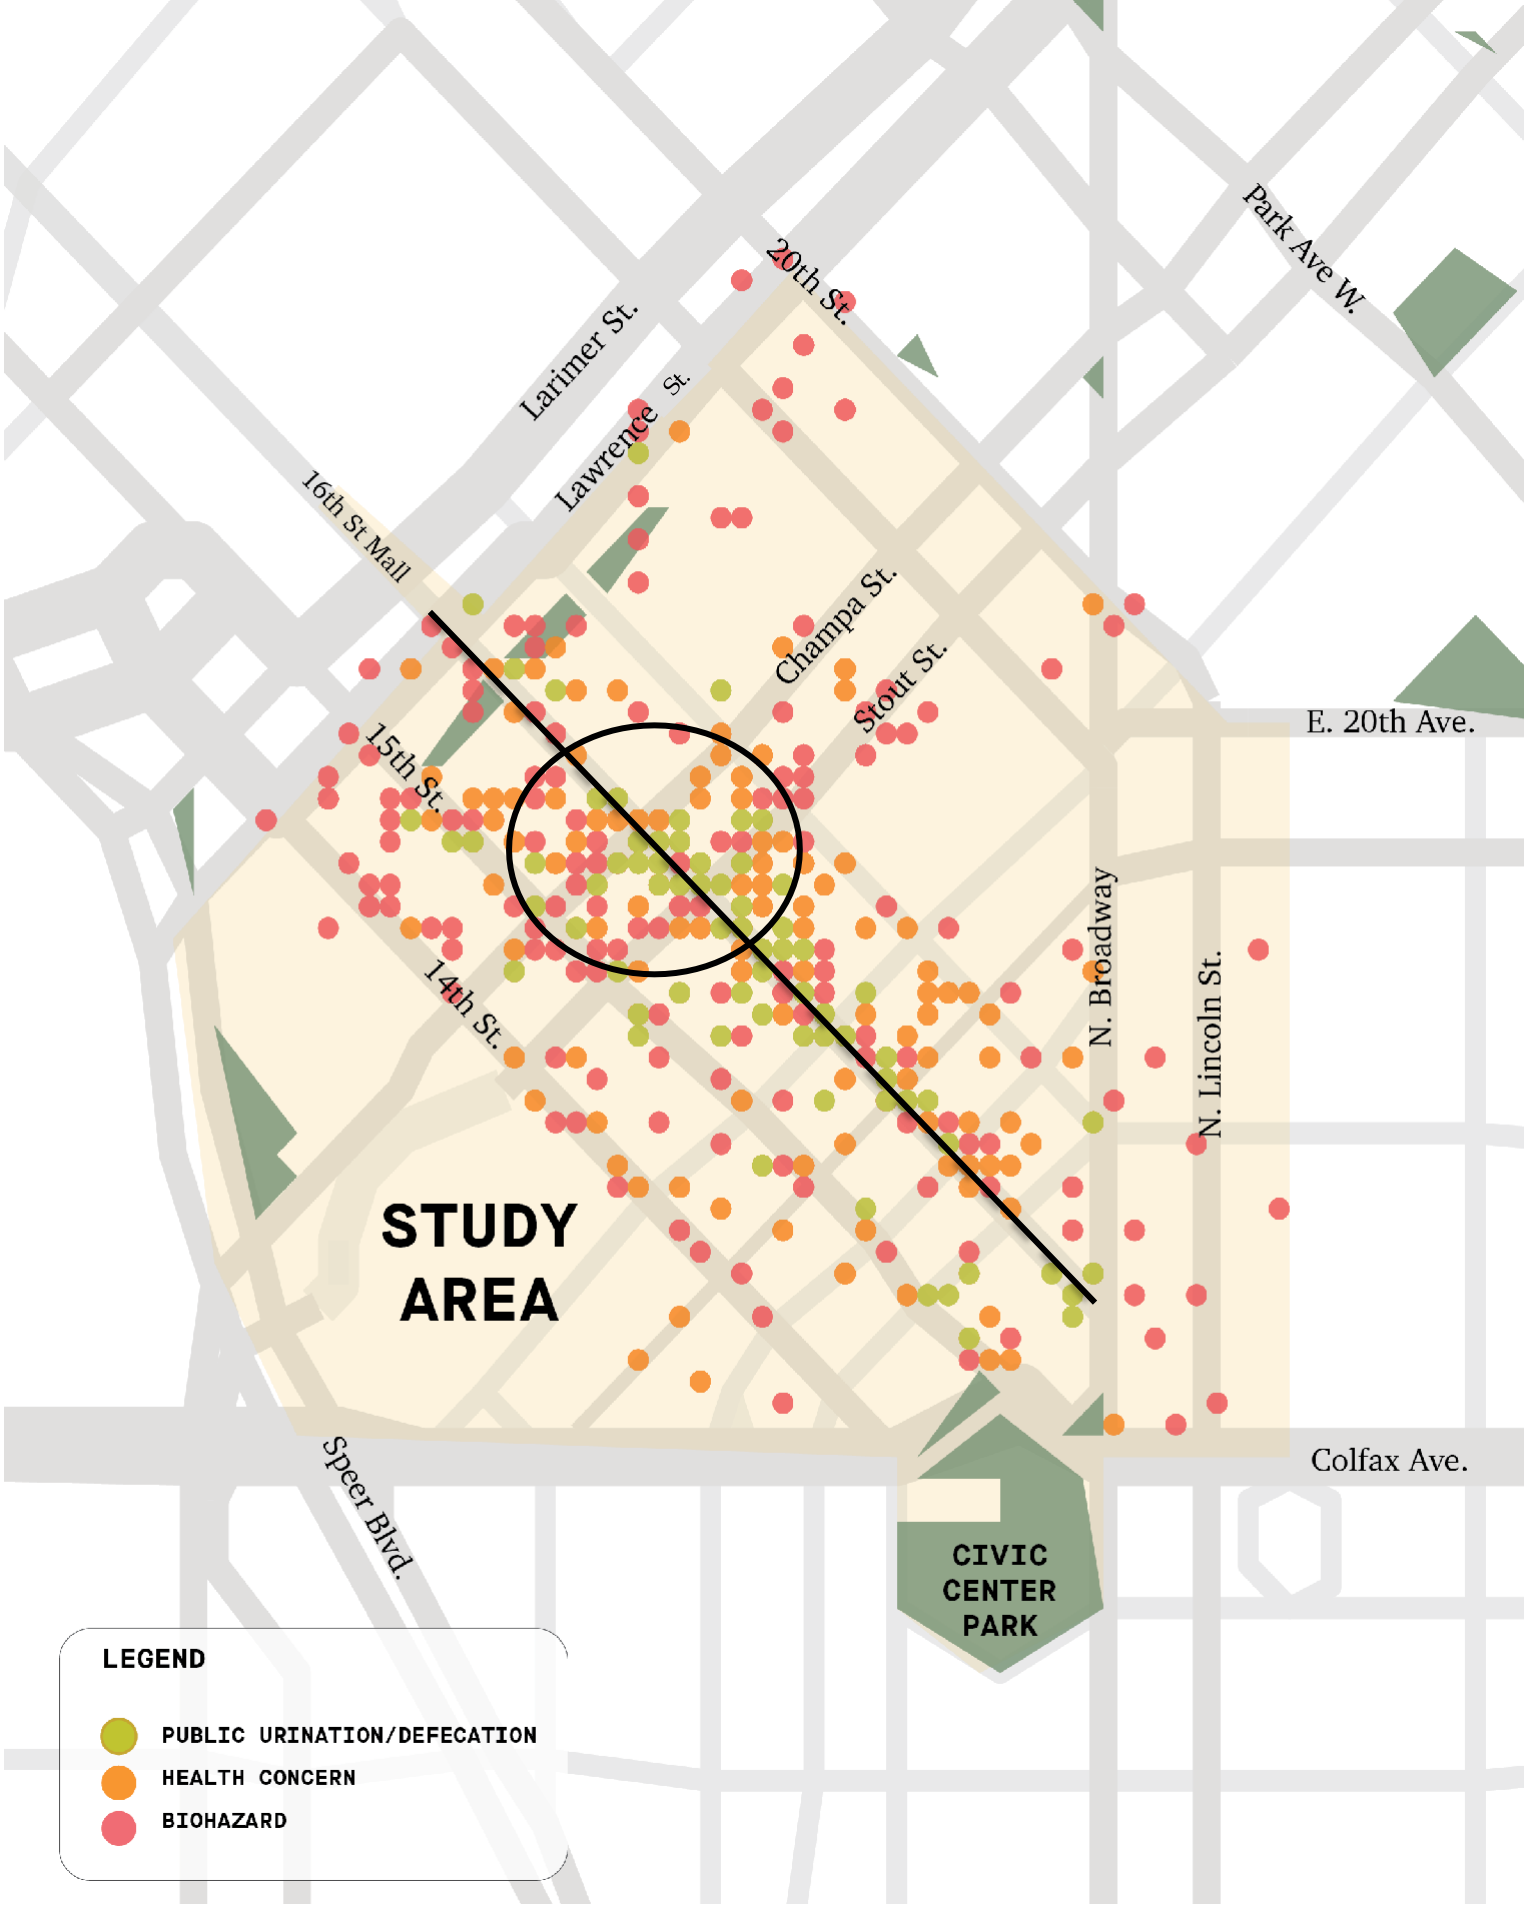 20th St.
Park Ave W.
Larimer St.
Lawrence St.
16th St Mall
Champa St.
Stout St.
E. 20th Ave.
15th St.
N. Broadway
14th St.
N. Lincoln St.
STUDY
AREA
Colfax Ave.
Speer Blvd.
CIVIC
CENTER
PARK
LEGEND
PUBLIC URINATION/DEFECATION
HEALTH CONCERN
BIOHAZARD